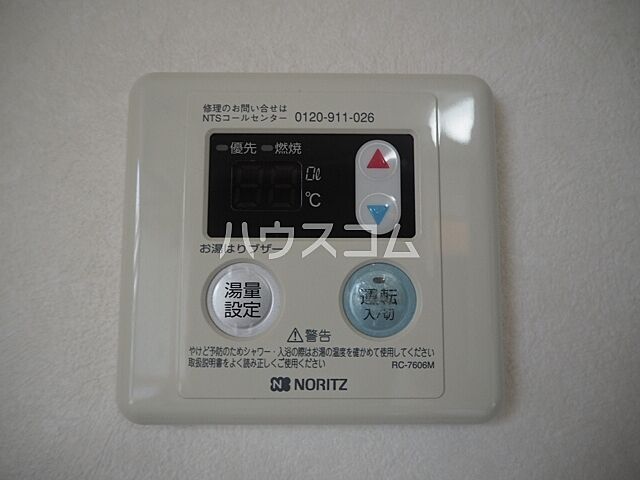 修理のお問い合せは
NTSコールセンター 0120-911-026
優先 燃焼
0ℓ
℃
ハウスコム
お湯はりブザー
湯量
設定
運転
入/切
警告
やけど予防のためシャワー・入浴の際はお湯の温度を確かめて使用してください
取扱説明書をよく読み正しくご使用ください
RC-7606M
NORITZ